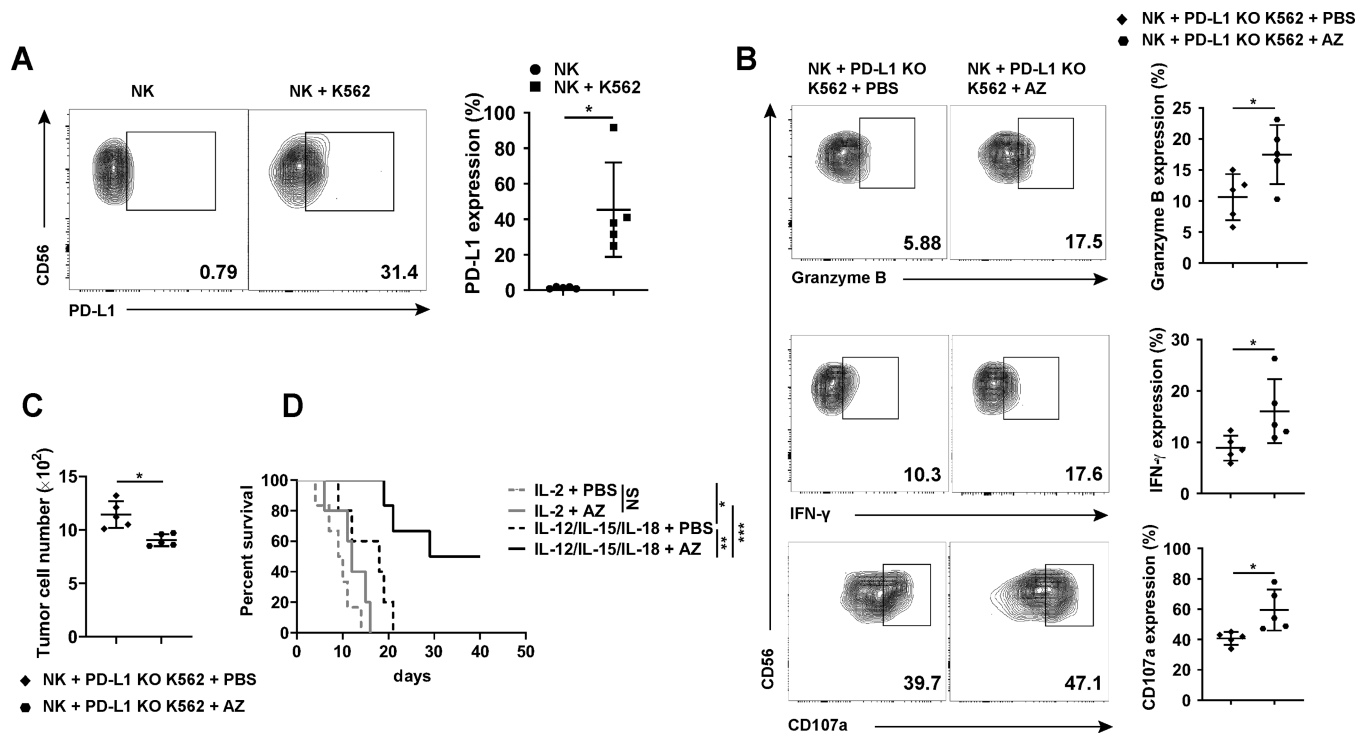 A
NK
NK + K562
0.79
31.4
CD56
PD-L1
NK
NK + K562
PD-L1 expression (%)
100
80
60
40
20
0
*
B
NK + PD-L1 KO K562 + PBS
NK + PD-L1 KO K562 + AZ
NK + PD-L1 KO
K562 + PBS
NK + PD-L1 KO
K562 + AZ
5.88
17.5
Granzyme B
Granzyme B expression (%)
25
20
15
10
5
0
*
10.3
17.6
IFN-γ
IFN-γ expression (%)
30
20
10
0
*
39.7
47.1
CD56
CD107a
CD107a expression (%)
100
80
60
40
20
0
*
C
Tumor cell number (×10²)
15
10
5
0
*
NK + PD-L1 KO K562 + PBS
NK + PD-L1 KO K562 + AZ
D
Percent survival
100
80
60
40
20
0
0
10
20
30
40
50
days
IL-2 + PBS
IL-2 + AZ
IL-12/IL-15/IL-18 + PBS
IL-12/IL-15/IL-18 + AZ
NS
*
**
***